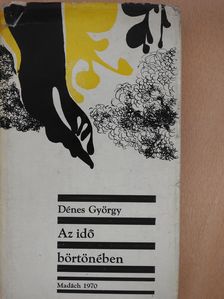 Dénes György
Az idő
börtönében
Madách 1970